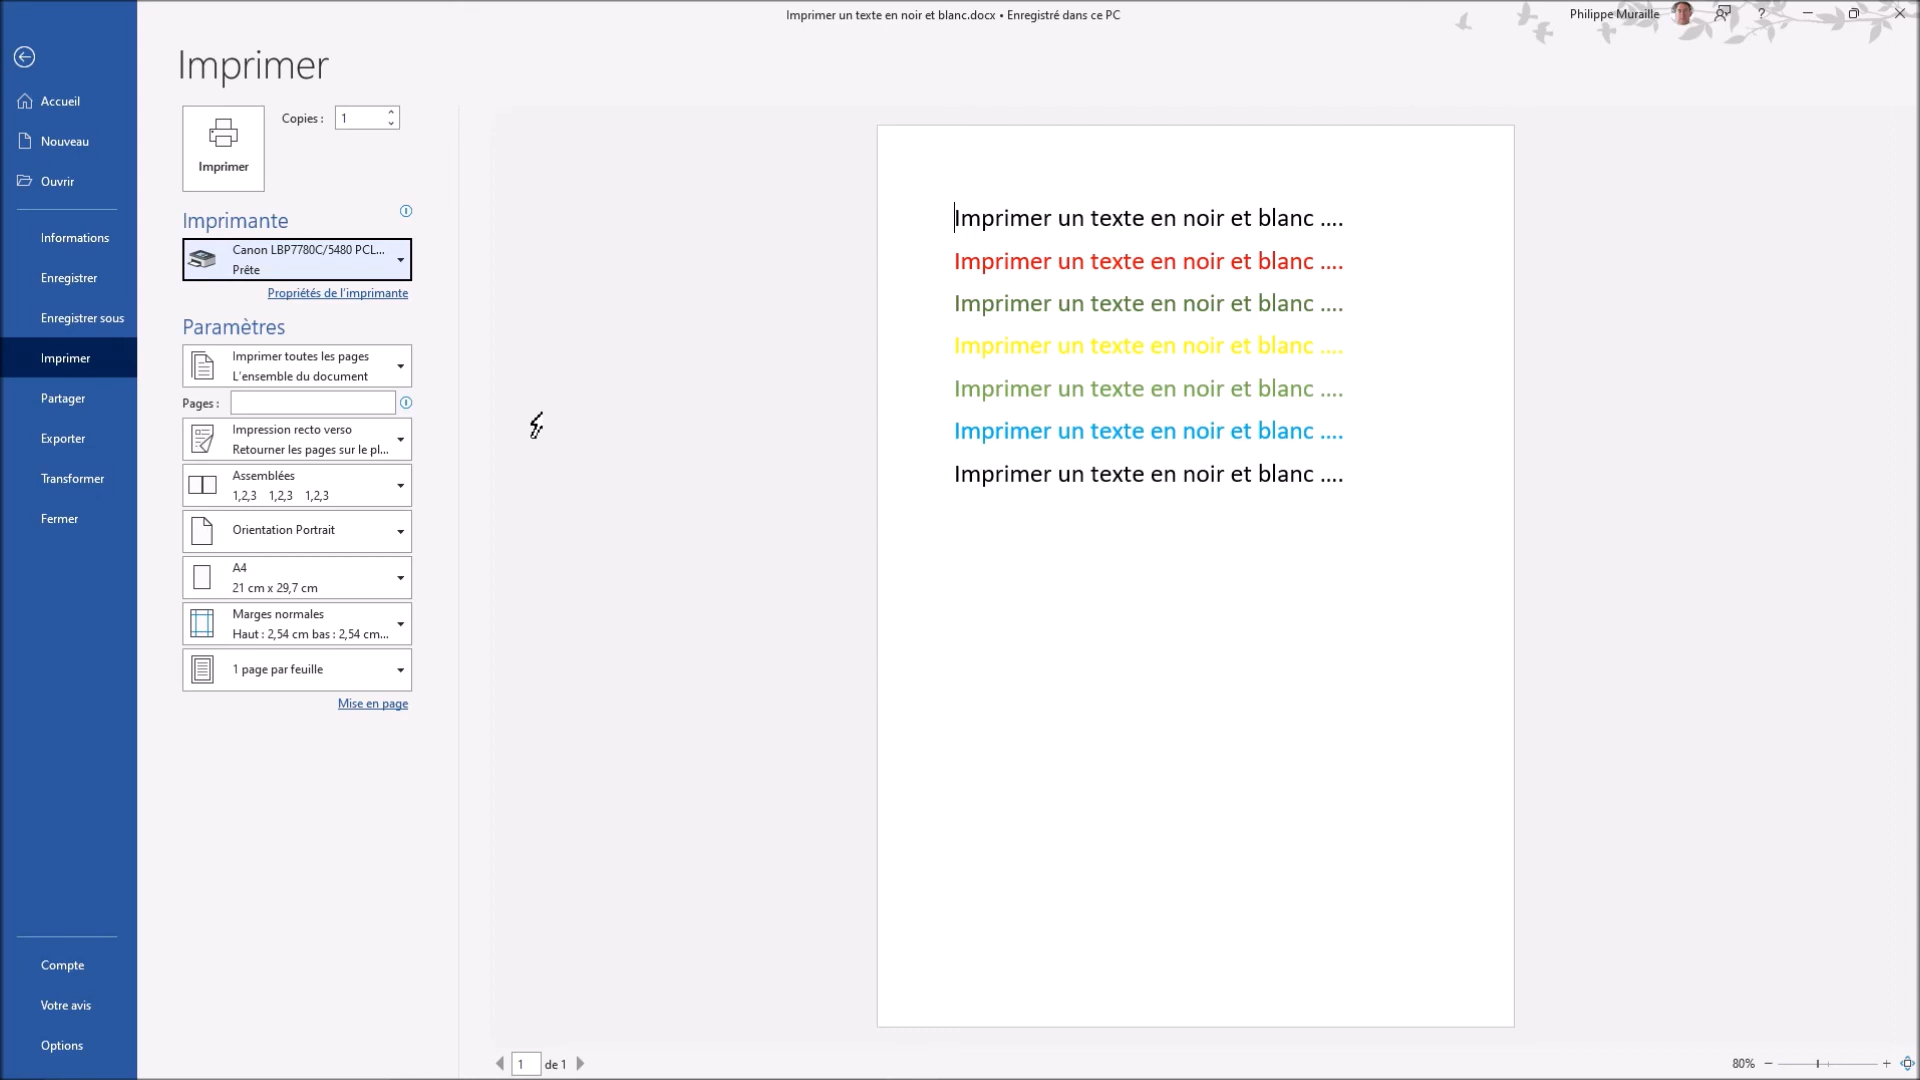 Imprimer un texte en noir et blanc.docx • Enregistré dans ce PC
Philippe Muraille
?
Imprimer
Accueil
Nouveau
Ouvrir
Informations
Enregistrer
Enregistrer sous
Imprimer
Partager
Exporter
Transformer
Fermer
Compte
Votre avis
Options
Copies : 1
Imprimer
Imprimante
Canon LBP7780C/5480 PCL...
Prête
Propriétés de l'imprimante
Paramètres
Imprimer toutes les pages
L'ensemble du document
Pages :
Impression recto verso
Retourner les pages sur le pl...
Assemblées
1,2,3 1,2,3 1,2,3
Orientation Portrait
A4
21 cm x 29,7 cm
Marges normales
Haut : 2,54 cm bas : 2,54 cm...
1 page par feuille
Mise en page
Imprimer un texte en noir et blanc ....
Imprimer un texte en noir et blanc ....
Imprimer un texte en noir et blanc ....
Imprimer un texte en noir et blanc ....
Imprimer un texte en noir et blanc ....
Imprimer un texte en noir et blanc ....
Imprimer un texte en noir et blanc ....
1 de 1
80%